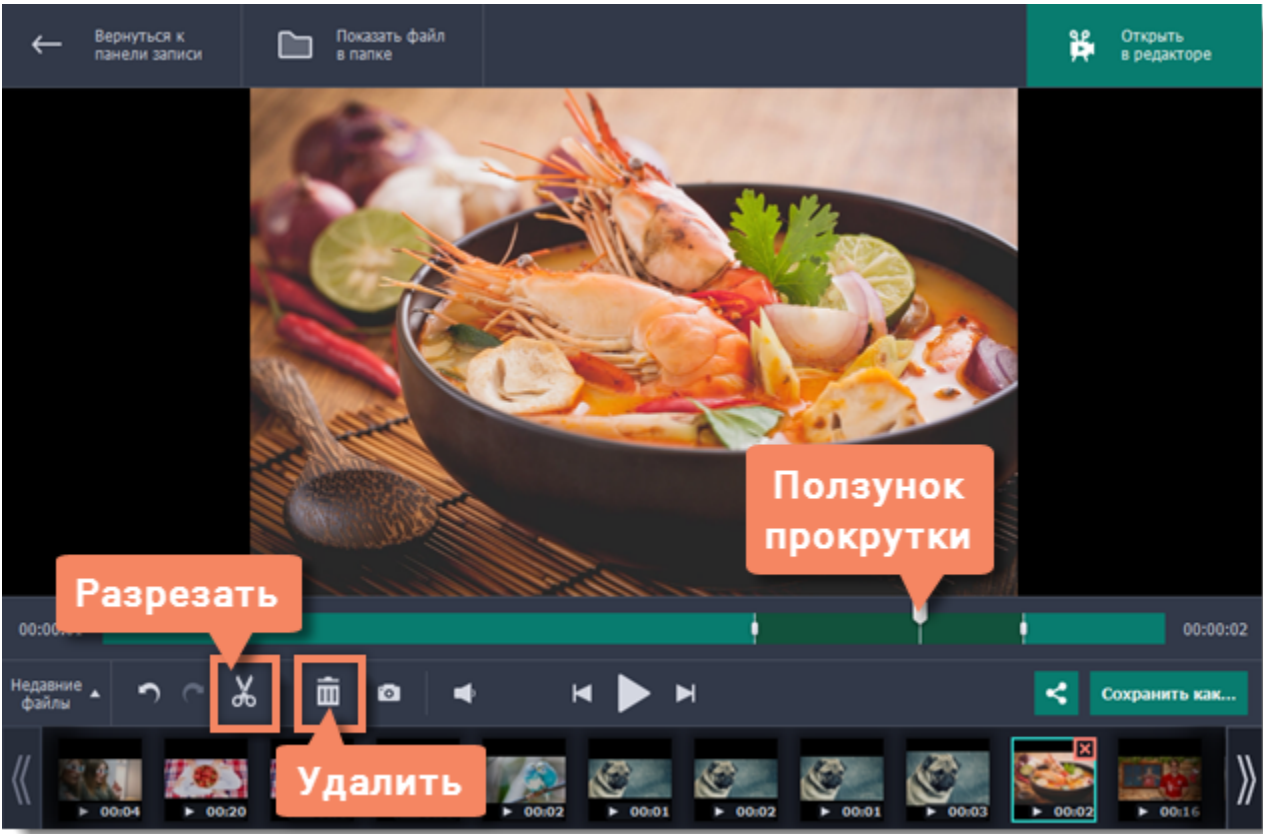 Вернуться к
панели записи
Показать файл
в папке
Открыть
в редакторе
Ползунок
прокрутки
Разрезать
00:00:02
Недавние
файлы
Сохранить как...
Удалить
00:04
00:20
00:02
00:01
00:02
00:01
00:03
00:02
00:16